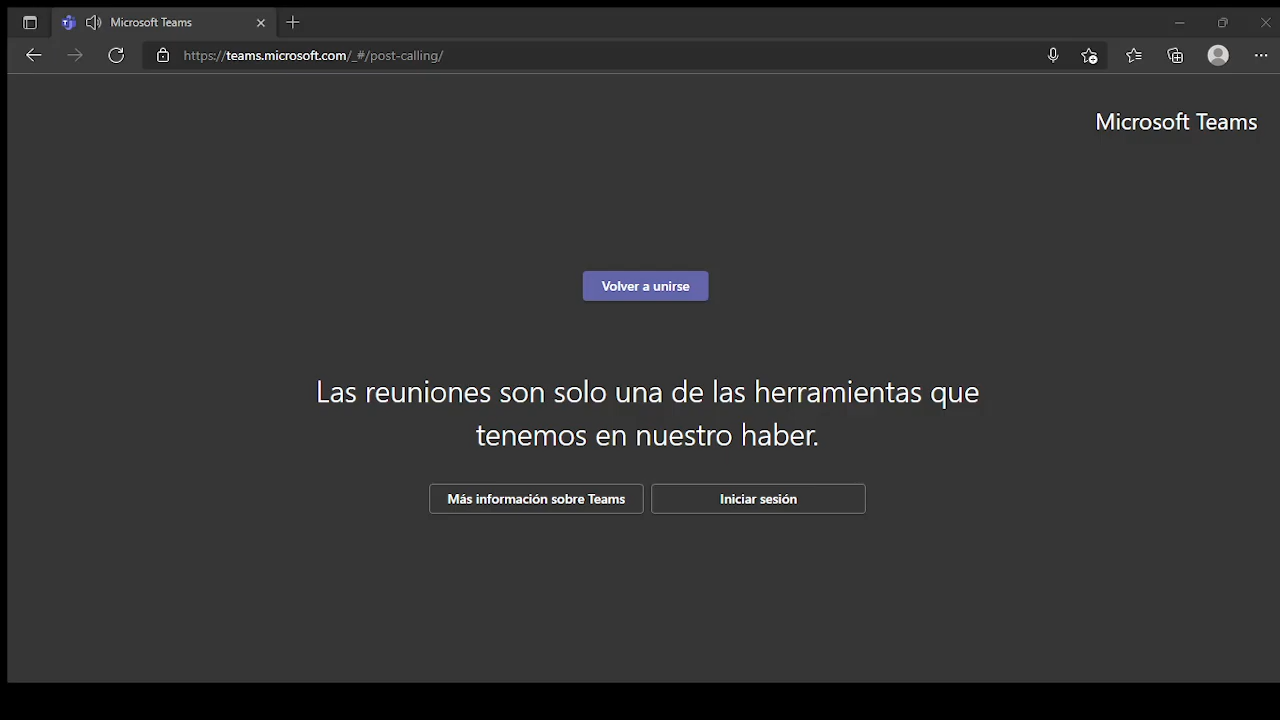 Microsoft Teams
https://teams.microsoft.com/_#/post-calling/
Microsoft Teams
Volver a unirse
Las reuniones son solo una de las herramientas que
tenemos en nuestro haber.
Más información sobre Teams
Iniciar sesión